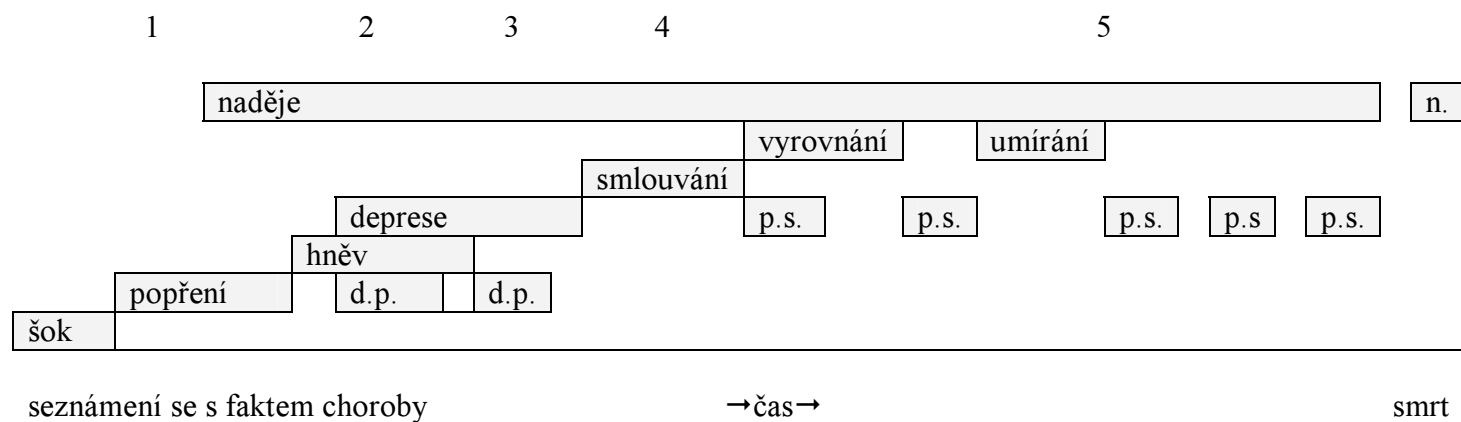 1 2 3 4 5
naděje n.
vyrovnání umírání
smlouvání
deprese p.s. p.s. p.s. p.s p.s.
hněv
popření d.p. d.p.
šok
seznámení se s faktem choroby →čas→ smrt